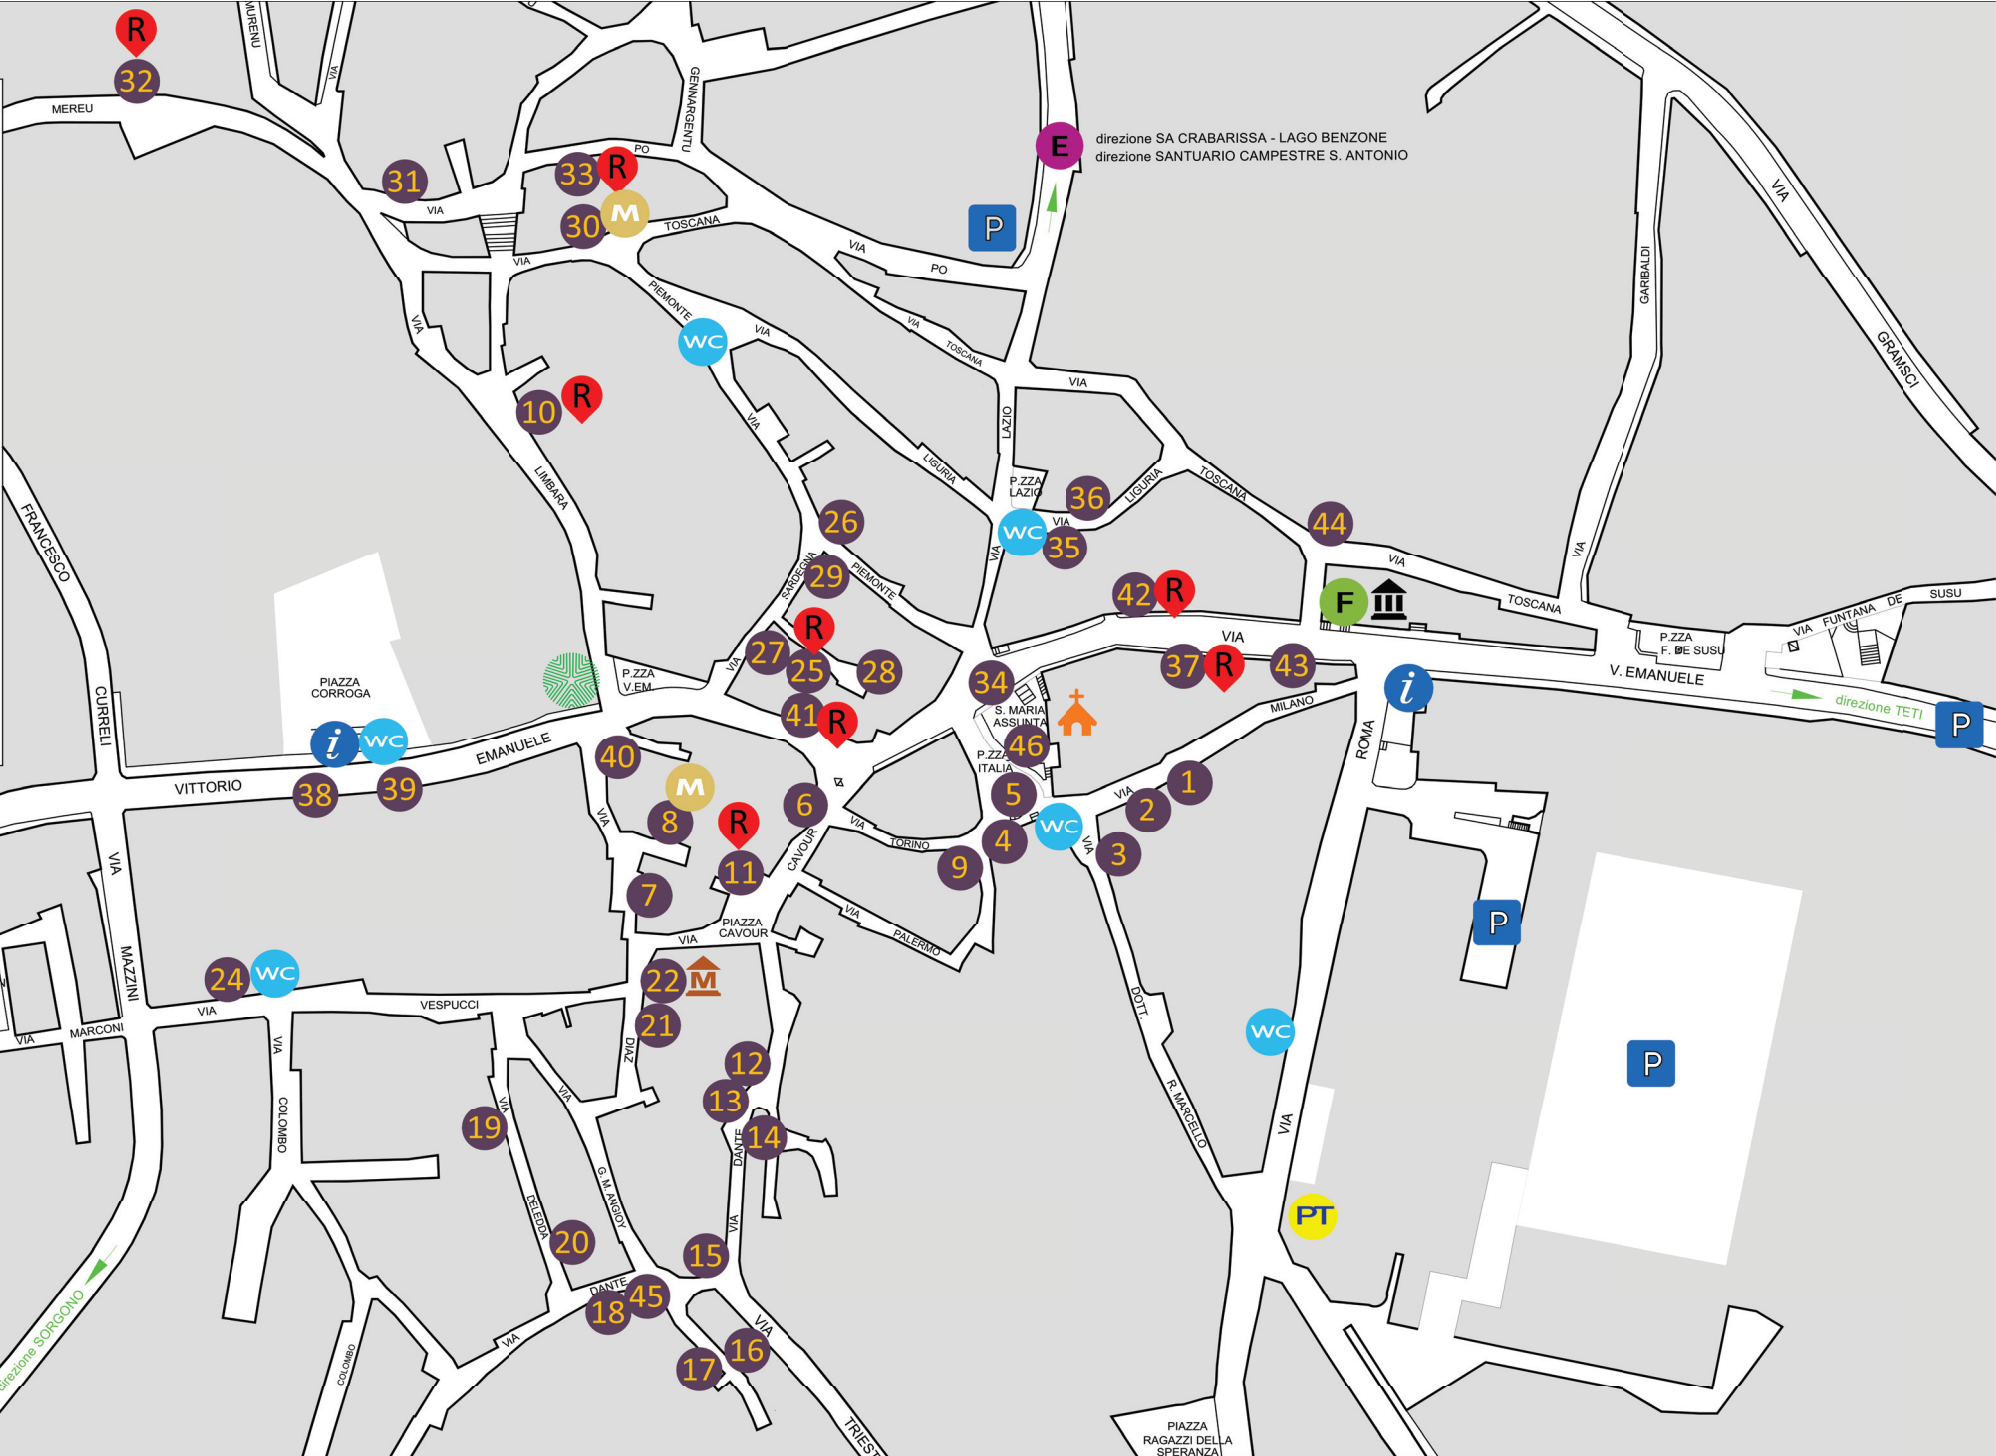 R
32
MURENU
VIA
MEREU
GENNARGENTU
PO
33
R
31
VIA
M
30
TOSCANA
VIA
E
direzione SA CRABARISSA - LAGO BENZONE
direzione SANTUARIO CAMPESTRE S. ANTONIO
P
VIA
PO
VIA
GARIBALDI
GRAMSCI
PIEMONTE
VIA
WC
VIA
VIA
TOSCANA
VIA
10
R
VIA
LAZIO
LIMBARA
LIGURIA
P.ZZA
LAZIO
36
LIGURIA
TOSCANA
WC
VIA
35
VIA
44
VIA
VIA
TOSCANA
26
SARDEGNA
29
PIEMONTE
FRANCESCO
CURRELI
42
R
F
VIA
37
R
43
P.ZZA
F. DE SUSU
VIA
FUNTANA
DE
SUSU
V. EMANUELE
direzione TETI
P
R
27
25
28
VIA
P.ZZA
V.EM.
41
R
34
S. MARIA
ASSUNTA
46
P.ZZA
ITALIA
MILANO
i
ROMA
PIAZZA
CORROGA
i
WC
EMANUELE
VITTORIO
38
39
40
M
8
R
11
6
VIA
TORINO
CAVOUR
5
4
9
WC
VIA
1
2
3
VIA
VIA
7
PIAZZA
CAVOUR
VIA
VIA
PALERMO
P
VIA
MAZZINI
24
WC
VIA
VESPUCCI
22
M
21
DIAZ
MARCONI
VIA
VIA
COLOMBO
12
13
14
DANTE
VIA
DOTT.
R. MARCELLO
WC
VIA
P
PT
19
VIA
VIA
G. M. ANGIOY
DELEDDA
20
15
DANTE
45
18
VIA
16
17
VIA
TRIEST
COLOMBO
direzione SORGONO
PIAZZA
RAGAZZI DELLA
SPERANZA